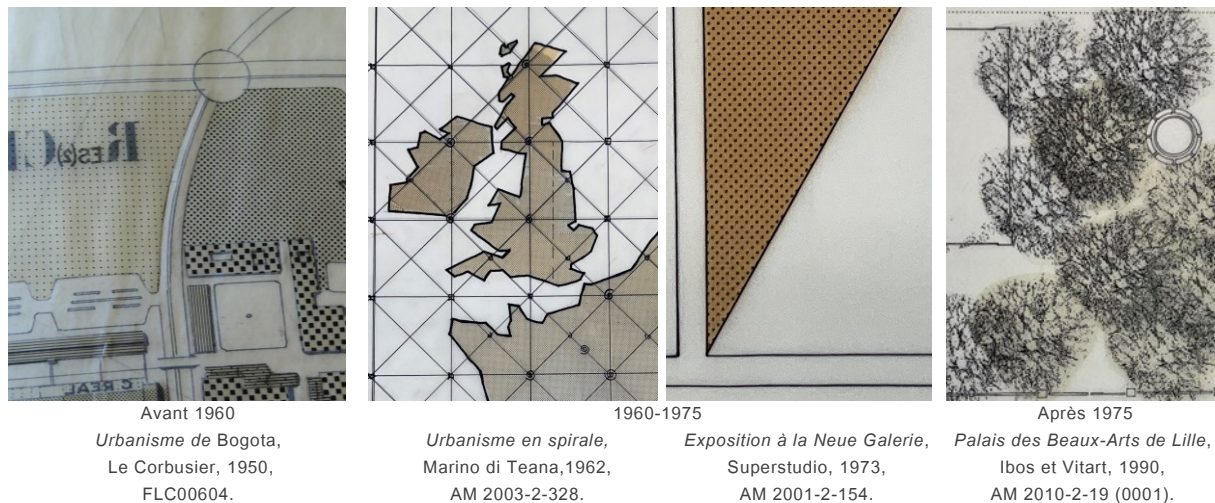 C.REAL
Avant 1960
Urbanisme de Bogota,
Le Corbusier, 1950,
FLC00604.
1960-1975
Urbanisme en spirale,
Marino di Teana,1962,
AM 2003-2-328.
Exposition à la Neue Galerie,
Superstudio, 1973,
AM 2001-2-154.
Après 1975
Palais des Beaux-Arts de Lille,
Ibos et Vitart, 1990,
AM 2010-2-19 (0001).